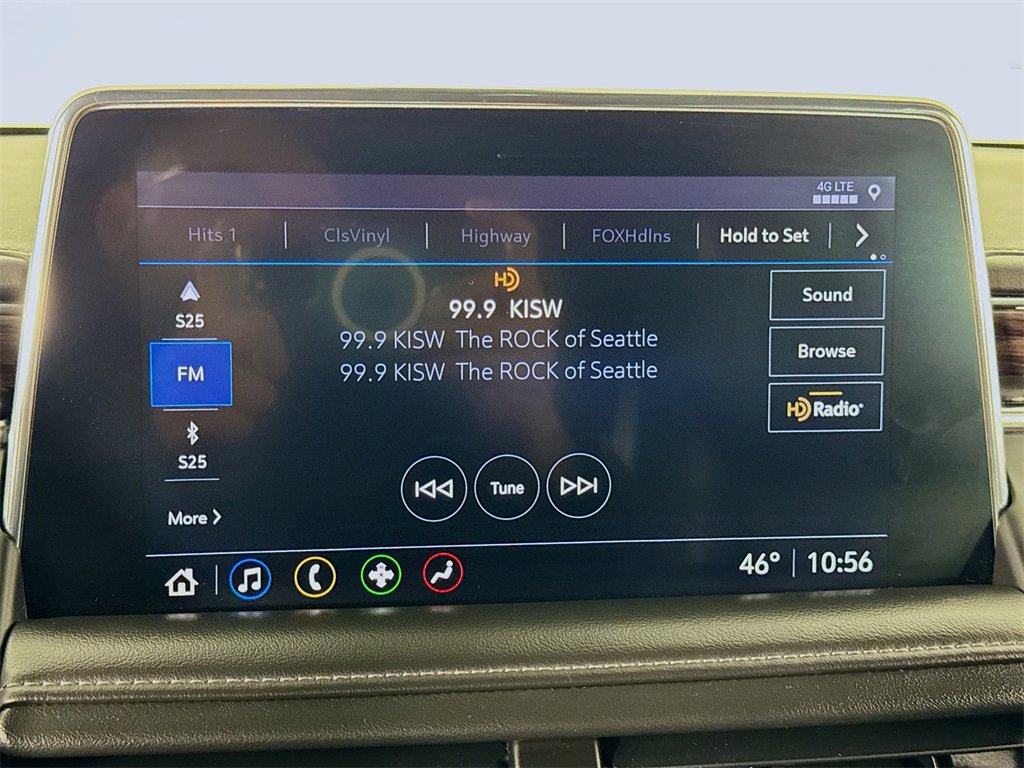 4G LTE
Hits 1 ClsVinyl Highway FOXHdlns Hold to Set
HD
99.9 KISW
99.9 KISW The ROCK of Seattle
99.9 KISW The ROCK of Seattle
S25
FM
S25
More
Sound
Browse
HD Radio
Tune
46° 10:56